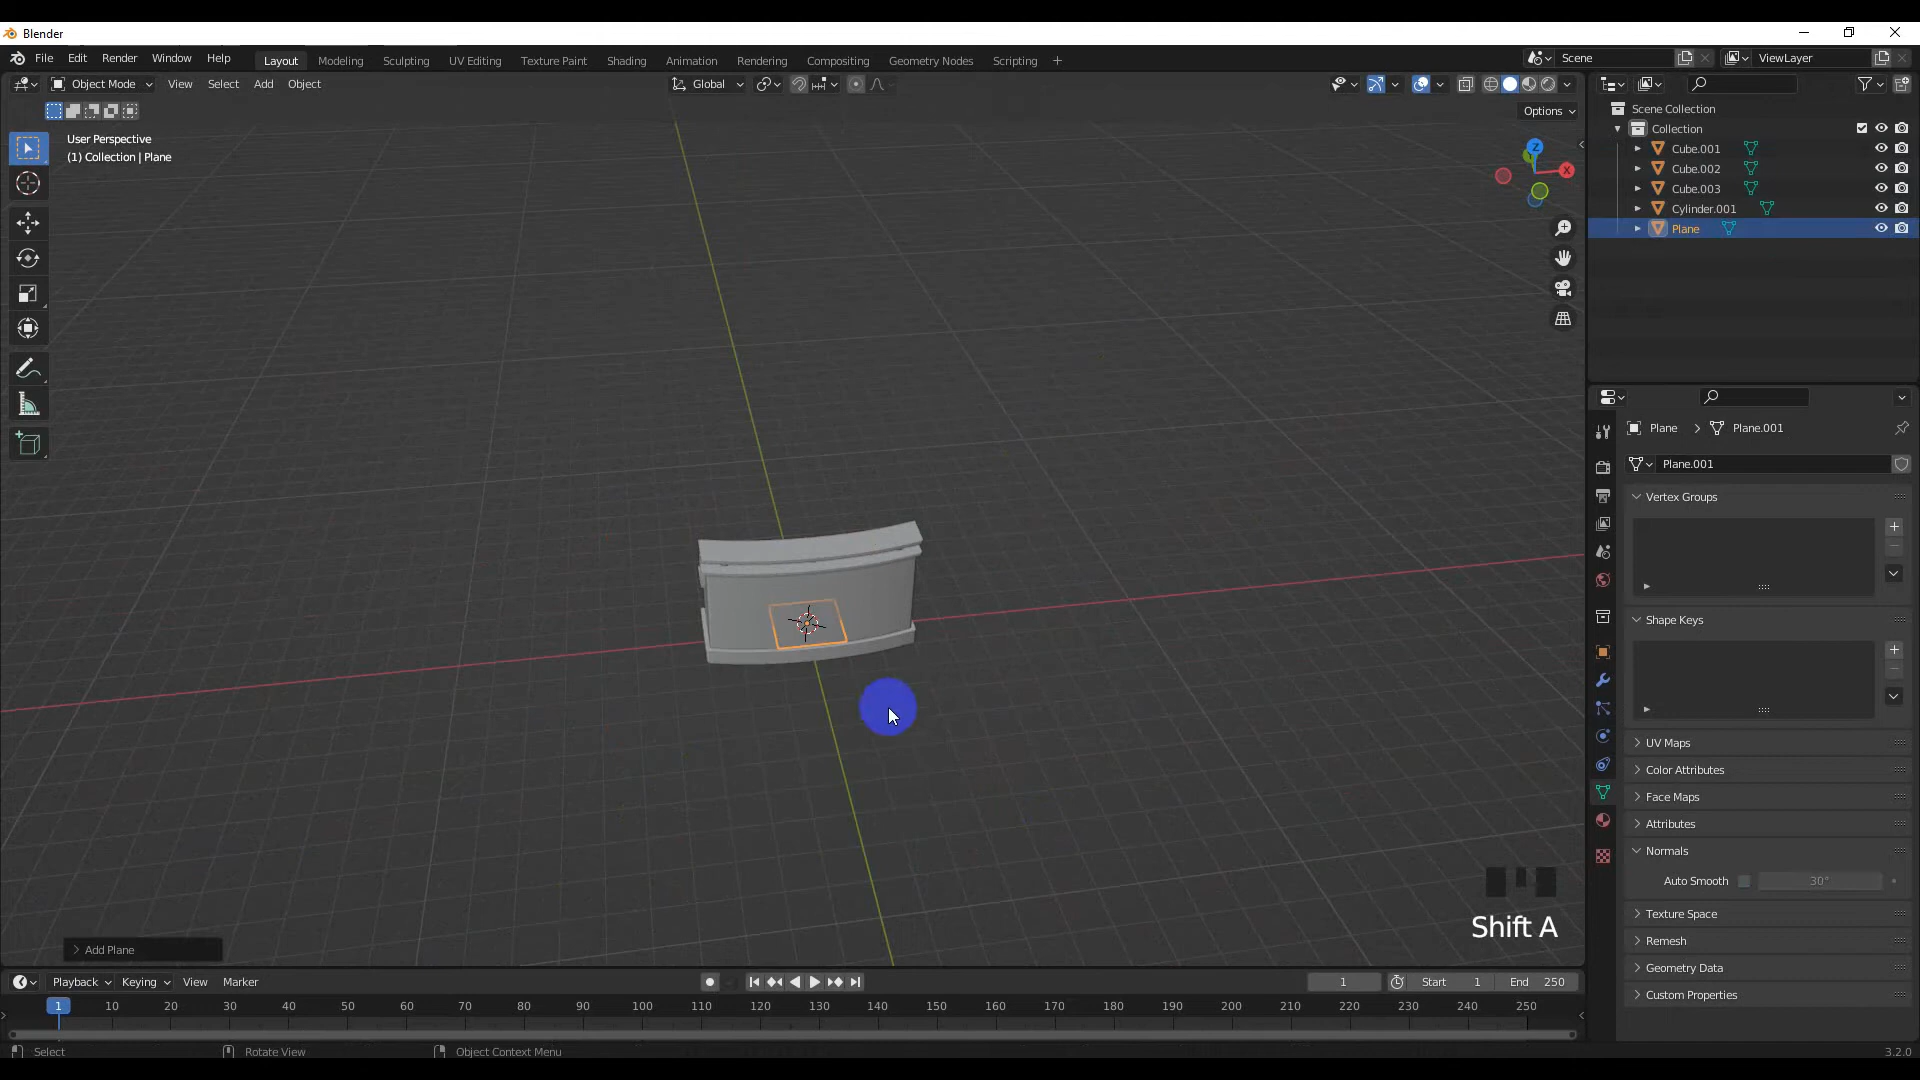 Blender
File Edit Render Window Help
Layout Modeling Sculpting UV Editing Texture Paint Shading Animation Rendering Compositing Geometry Nodes Scripting +
Scene
ViewLayer
Object Mode View Select Add Object
Global
Options
User Perspective
(1) Collection | Plane
Z
X
Scene Collection
Collection
Cube.001
Cube.002
Cube.003
Cylinder.001
Plane
Plane > Plane.001
Plane.001
Vertex Groups
Shape Keys
UV Maps
Color Attributes
Face Maps
Attributes
Normals
Auto Smooth 30°
Texture Space
Remesh
Geometry Data
Custom Properties
Shift A
Add Plane
Playback Keying View Marker
1 Start 1 End 250
1 10 20 30 40 50 60 70 80 90 100 110 120 130 140 150 160 170 180 190 200 210 220 230 240 250
Select Rotate View Object Context Menu
3.2.0